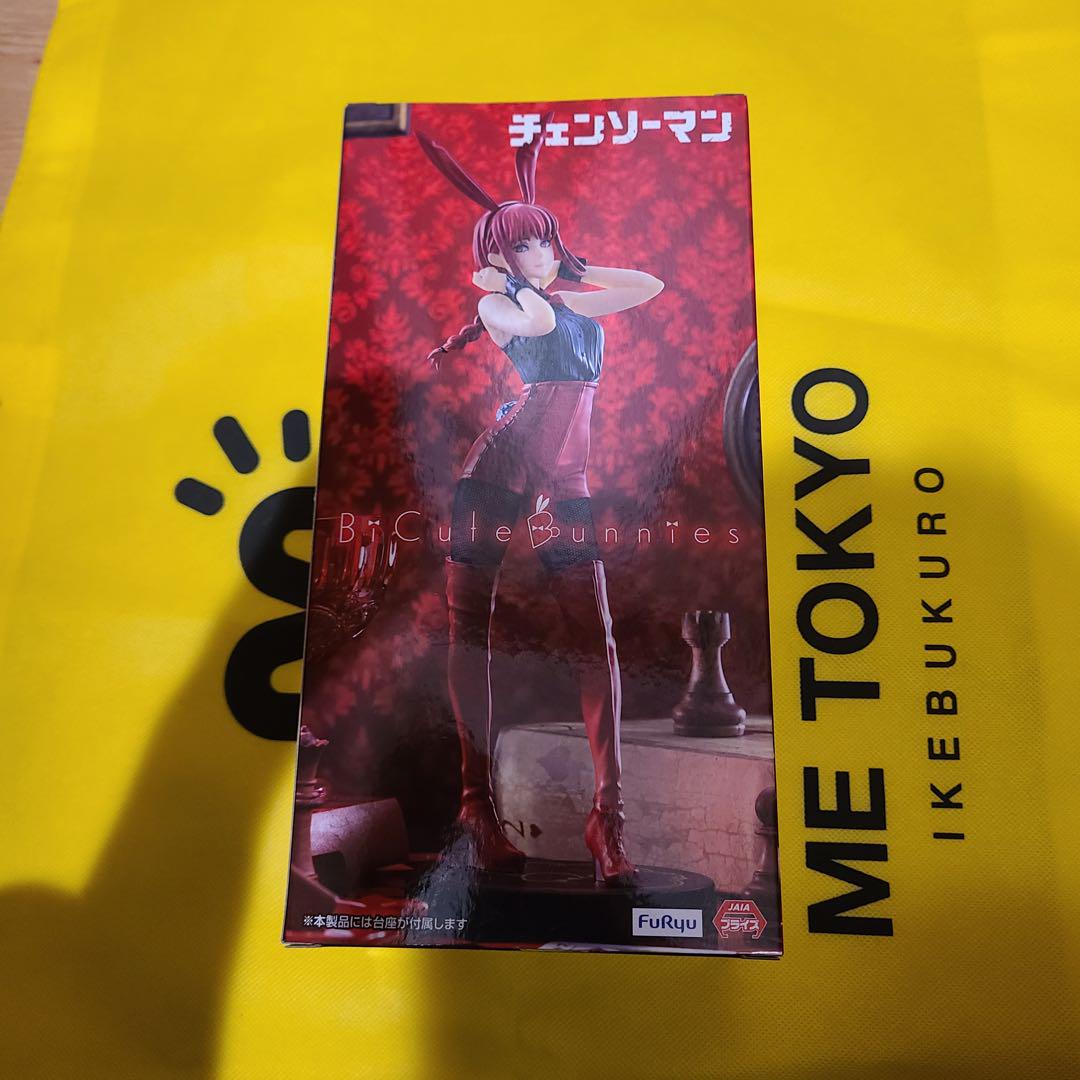 チェンソーマン
BiCute Bunnies
※本製品には台座が付属します
FuRyu
JAIA
プライズ
2
ME TOKYO
IKEBUKURO